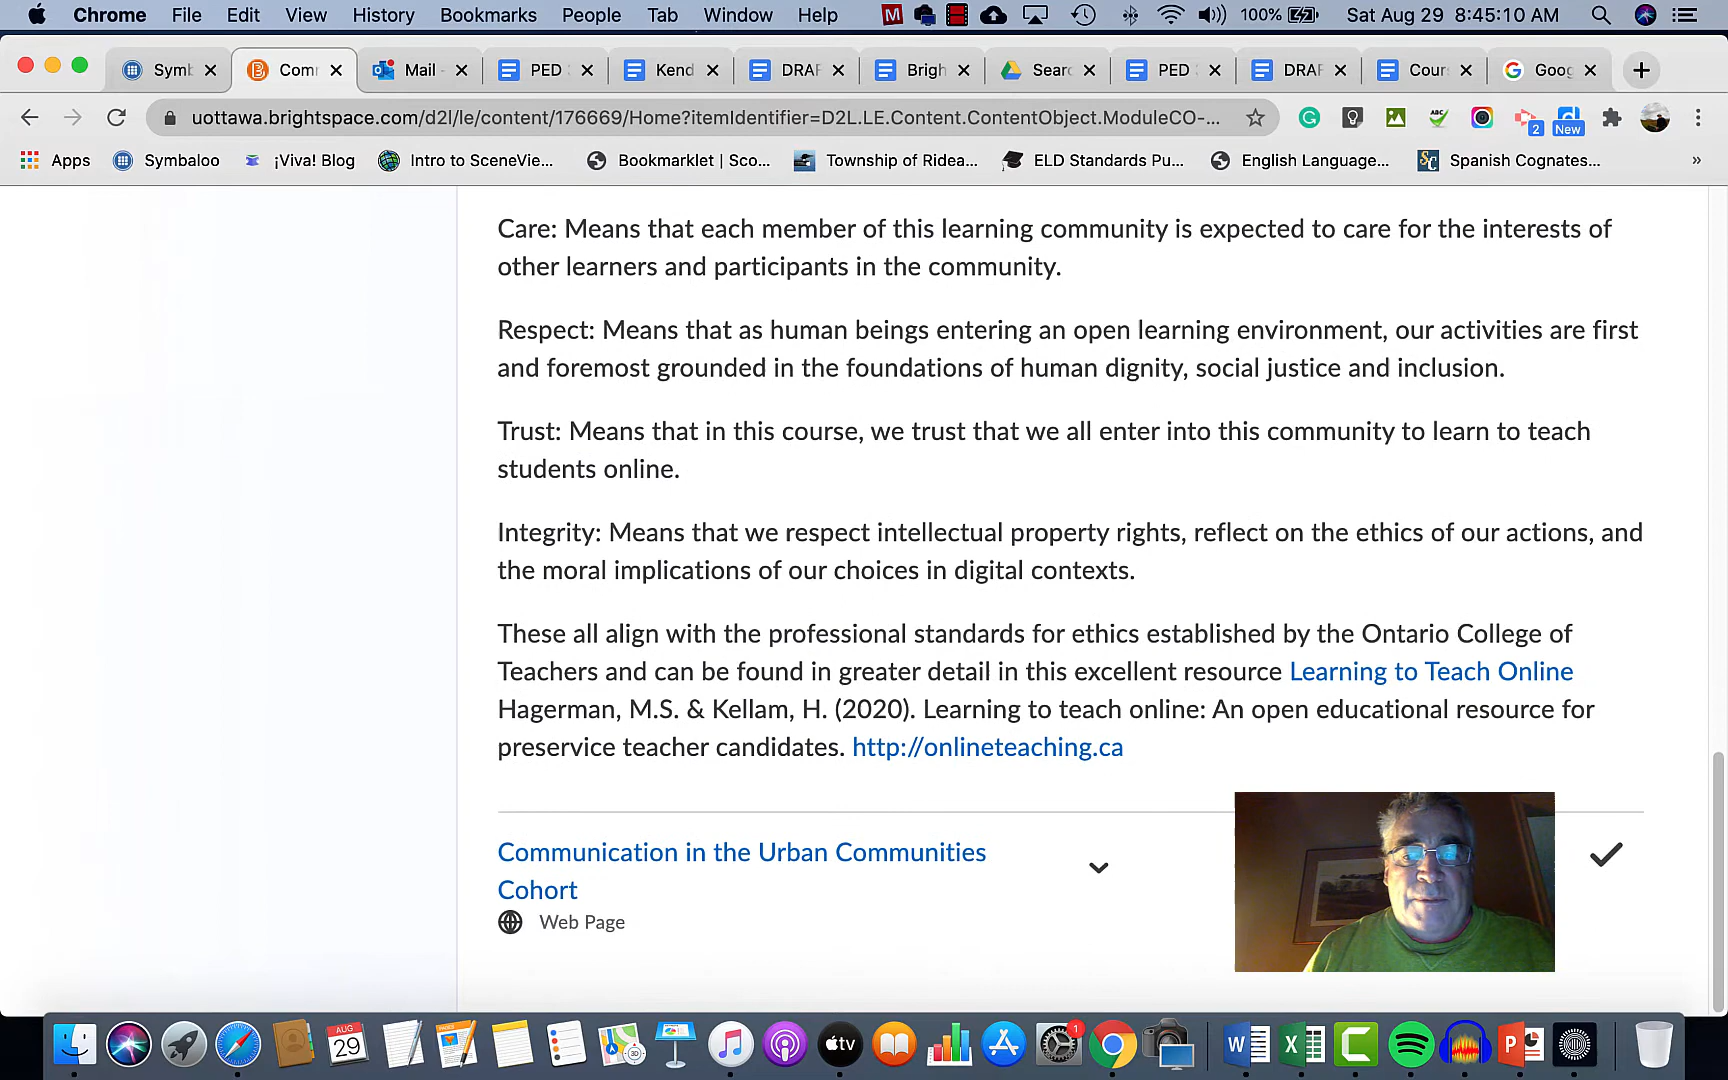 Chrome File Edit View History Bookmarks People Tab Window Help 100% Sat Aug 29 8:45:10 AM
Symb Com Mail PED Kend DRAF Brigh Sear PED DRAF Cour Goog
uottawa.brightspace.com/d2l/le/content/176669/Home?itemIdentifier=D2L.LE.Content.ContentObject.ModuleCO-... ABC 2 New
Apps Symbaloo ¡Viva! Blog Intro to SceneVie... Bookmarklet | Sco... Township of Ridea... ELD Standards Pu... English Language... Spanish Cognates... »
Care: Means that each member of this learning community is expected to care for the interests of
other learners and participants in the community.
Respect: Means that as human beings entering an open learning environment, our activities are first
and foremost grounded in the foundations of human dignity, social justice and inclusion.
Trust: Means that in this course, we trust that we all enter into this community to learn to teach
students online.
Integrity: Means that we respect intellectual property rights, reflect on the ethics of our actions, and
the moral implications of our choices in digital contexts.
These all align with the professional standards for ethics established by the Ontario College of
Teachers and can be found in greater detail in this excellent resource Learning to Teach Online
Hagerman, M.S. & Kellam, H. (2020). Learning to teach online: An open educational resource for
preservice teacher candidates. http://onlineteaching.ca
Communication in the Urban Communities
Cohort
Web Page
AUG
29
tv
1
W
X
C
P